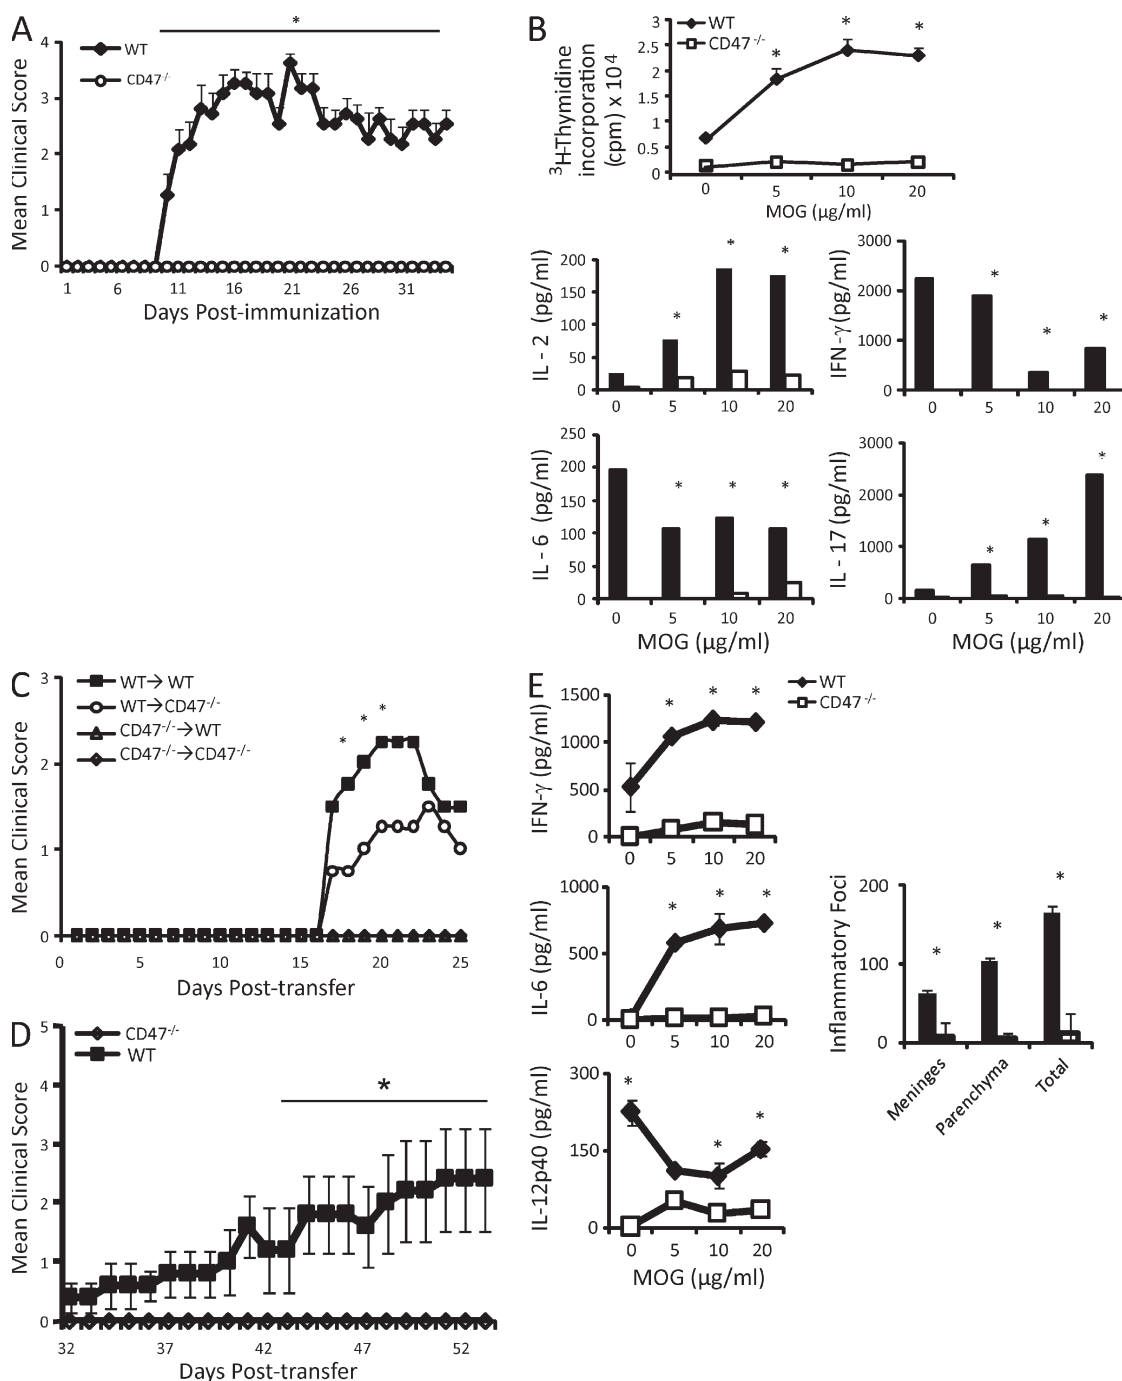 A
*
WT
CD47-/-
Mean Clinical Score
4
3
2
1
0
1 6 11 16 21 26 31
Days Post-immunization
B
WT
CD47-/-
* * *
3H-Thymidine
incorporation
(cpm) x 10 4
3
2.5
2
1.5
1
0.5
0
0 5 10 20
MOG (µg/ml)
IL - 2 (pg/ml)
200
150
100
50
0
* * *
0 5 10 20
IFN-γ(pg/ml)
3000
2000
1000
0
* * *
0 5 10 20
IL - 6 (pg/ml)
250
200
150
100
50
0
* * *
0 5 10 20
MOG (µg/ml)
IL - 17 (pg/ml)
3000
2000
1000
0
* * *
0 5 10 20
MOG (µg/ml)
C
WT→ WT
WT→CD47-/-
CD47-/-→WT
CD47-/-→CD47-/-
* * *
Mean Clinical Score
3
2
1
0
0 5 10 15 20 25
Days Post-transfer
D
CD47-/-
WT
*
Mean Clinical Score
5
4
3
2
1
0
32 37 42 47 52
Days Post-transfer
E
WT
CD47-/-
IFN-γ (pg/ml)
1500
1000
500
0
* * *
0 5 10 20
IL-6 (pg/ml)
1000
500
0
* * *
0 5 10 20
IL-12p40 (pg/ml)
300
150
0
* * *
0 5 10 20
MOG (µg/ml)
Inflammatory Foci
200
100
0
* * *
Meninges
Parenchyma
Total